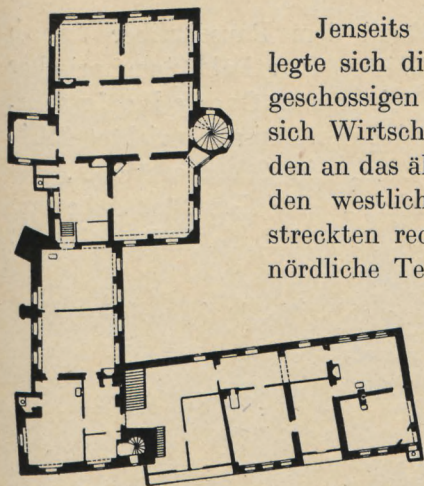 Jenseits
legte sich di
geschossigen
sich Wirtsch
den an das äl
den westlich
streckten rec
nördliche Te